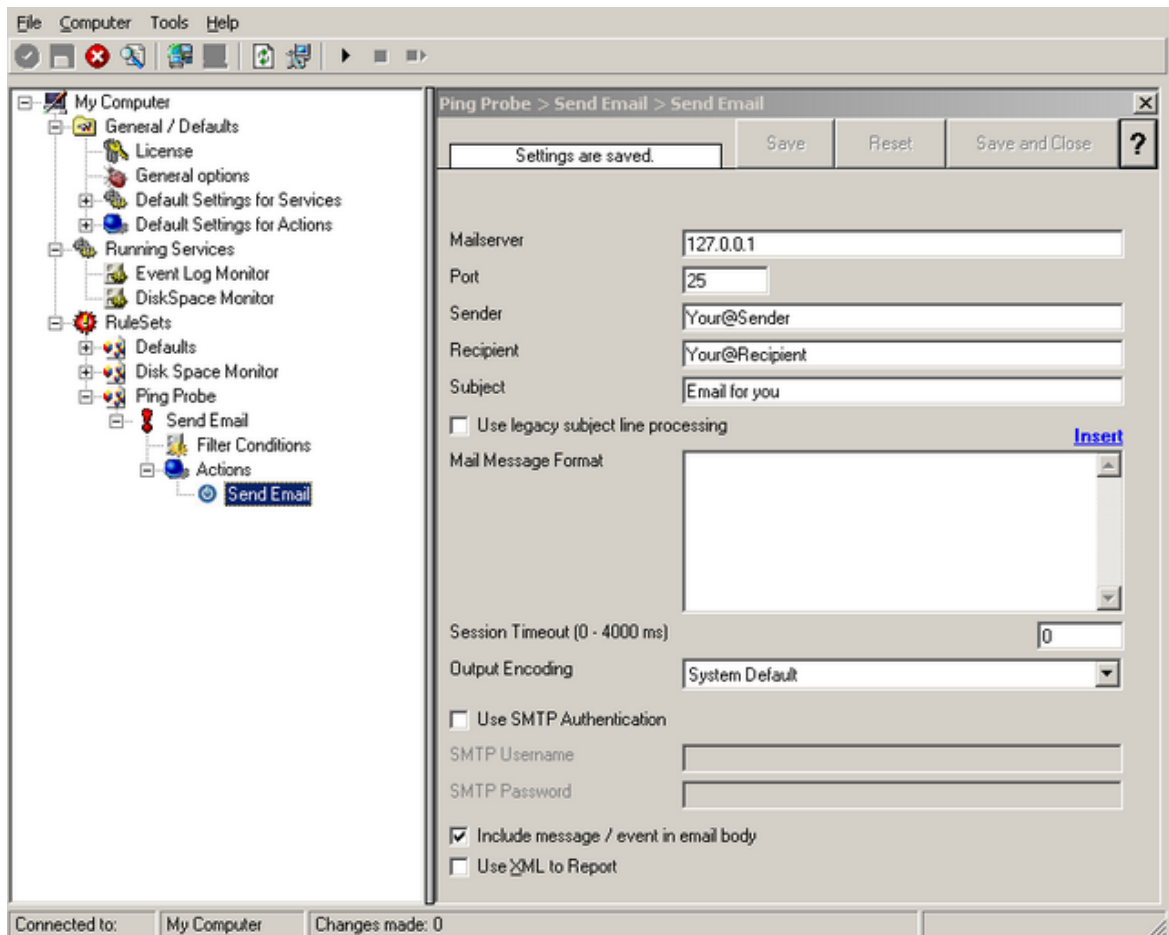 File Computer Tools Help
My Computer
General / Defaults
License
General options
Default Settings for Services
Default Settings for Actions
Running Services
Event Log Monitor
DiskSpace Monitor
RuleSets
Defaults
Disk Space Monitor
Ping Probe
Send Email
Filter Conditions
Actions
Send Email
Ping Probe > Send Email > Send Email
Settings are saved. Save Reset Save and Close ?
Mailserver 127.0.0.1
Port 25
Sender Your@Sender
Recipient Your@Recipient
Subject Email for you
Use legacy subject line processing
Insert
Mail Message Format
Session Timeout (0 - 4000 ms) 0
Output Encoding System Default
Use SMTP Authentication
SMTP Username
SMTP Password
Include message / event in email body
Use XML to Report
Connected to: My Computer Changes made: 0